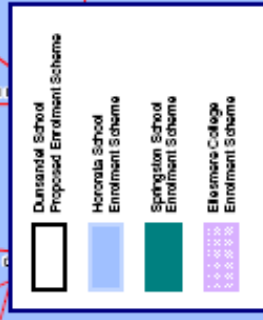 Dunsandel School
Proposed Enrolment Scheme
Hororata School
Enrolment Scheme
Springston School
Enrolment Scheme
Ellesmere College
Enrolment Scheme